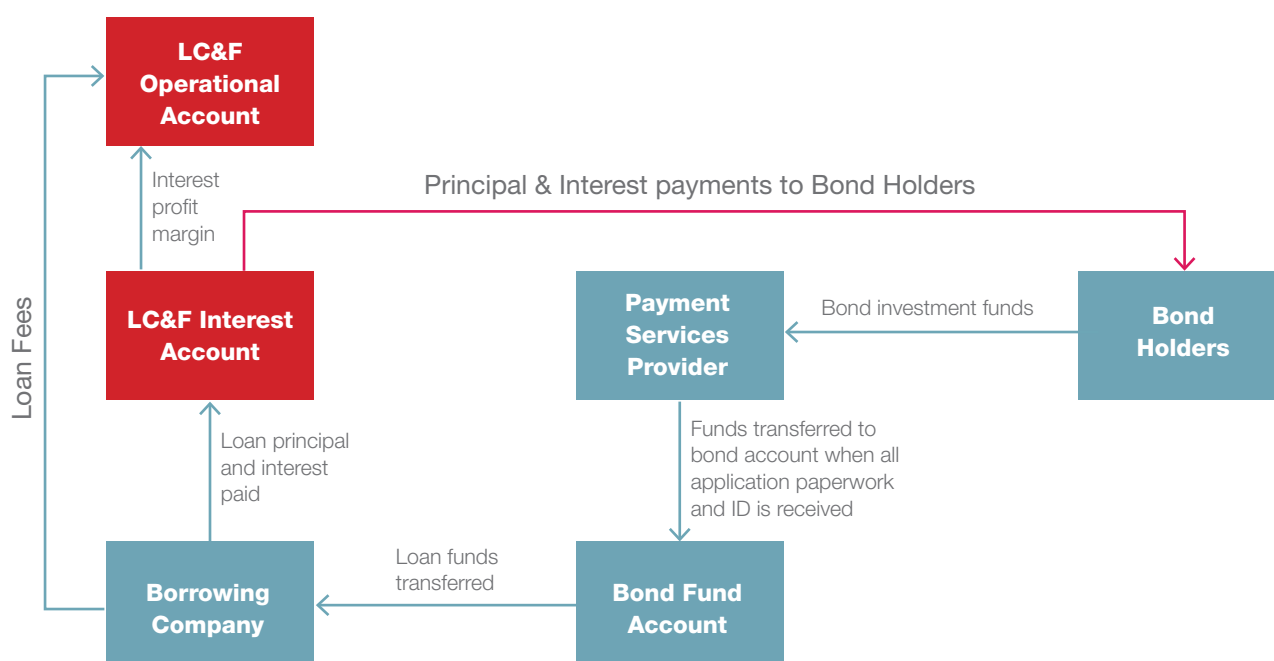 LC&F
Operational
Account
Interest
profit
margin
Principal & Interest payments to Bond Holders
Loan Fees
LC&F Interest
Account
Payment
Services
Provider
Bond investment funds
Bond
Holders
Loan principal
and interest
paid
Funds transferred to
bond account when all
application paperwork
and ID is received
Borrowing
Company
Loan funds
transferred
Bond Fund
Account